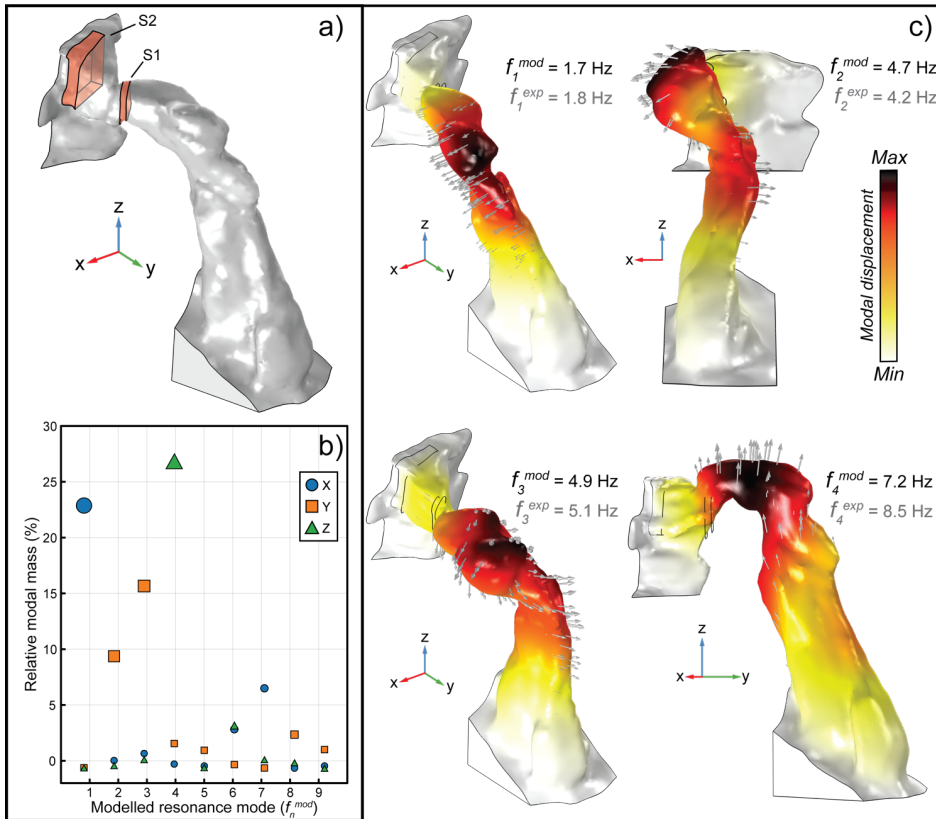 a)
S2
S1
z
x
y
b)
30
25
20
15
10
5
0
Relative modal mass (%)
X
Y
Z
1 2 3 4 5 6 7 8 9
Modelled resonance mode (fₙᵐᵒᵈ)
c)
f₁ᵐᵒᵈ = 1.7 Hz
f₁ᵉˣᵖ = 1.8 Hz
z
x
y
f₂ᵐᵒᵈ = 4.7 Hz
f₂ᵉˣᵖ = 4.2 Hz
z
x
Max
Modal displacement
Min
f₃ᵐᵒᵈ = 4.9 Hz
f₃ᵉˣᵖ = 5.1 Hz
z
x
y
f₄ᵐᵒᵈ = 7.2 Hz
f₄ᵉˣᵖ = 8.5 Hz
z
x
y